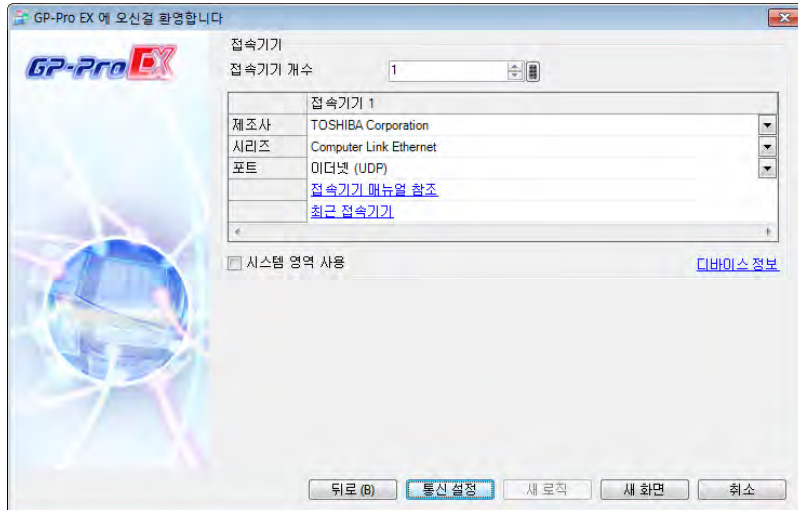 GP-Pro EX 에 오신걸 환영합니다
GP-Pro EX
접속기기
접속기기 개수 1
접속기기 1
제조사 TOSHIBA Corporation
시리즈 Computer Link Ethernet
포트 이더넷 (UDP)
접속기기 매뉴얼 참조
최근 접속기기
시스템 영역 사용 디바이스 정보
뒤로 (B) 통신 설정 새 로직 새 화면 취소